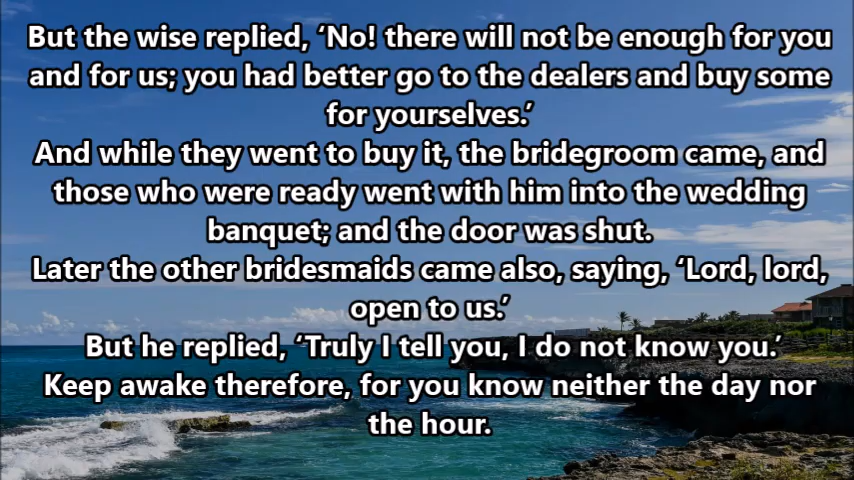 But the wise replied, ‘No! there will not be enough for you
and for us; you had better go to the dealers and buy some
for yourselves.’
And while they went to buy it, the bridegroom came, and
those who were ready went with him into the wedding
banquet; and the door was shut.
Later the other bridesmaids came also, saying, ‘Lord, lord,
open to us.’
But he replied, ‘Truly I tell you, I do not know you.’
Keep awake therefore, for you know neither the day nor
the hour.